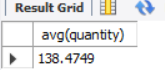 Result Grid
avg(quantity)
138.4749